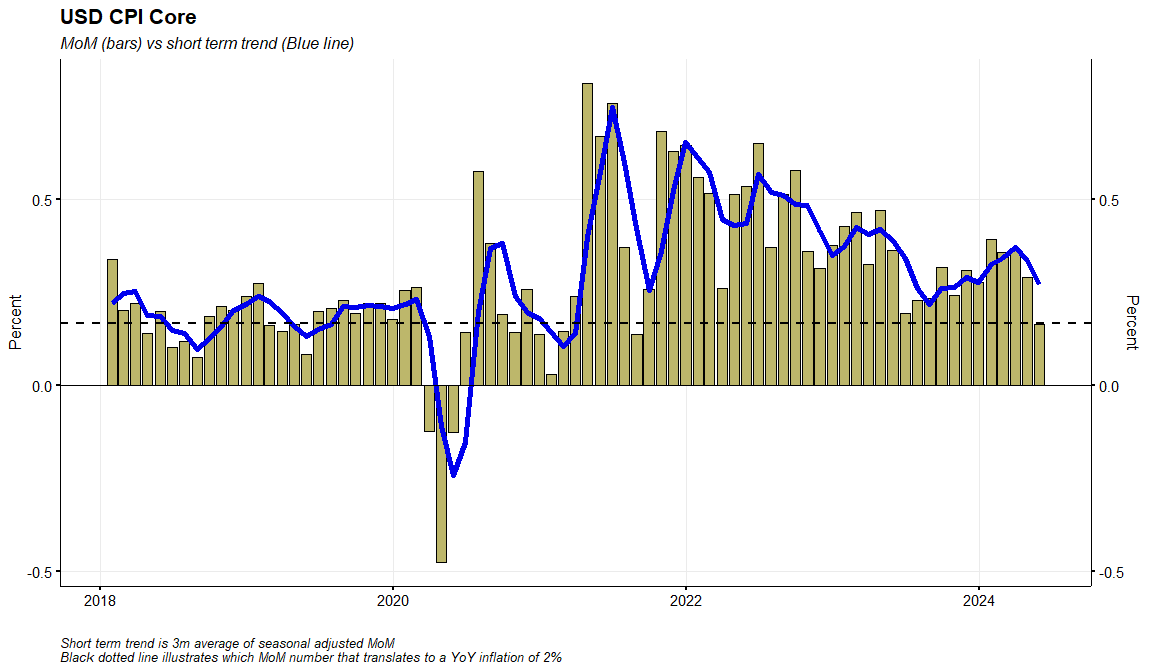 USD CPI Core
MoM (bars) vs short term trend (Blue line)
Percent
0.5
0.0
-0.5
0.5
0.0
-0.5
Percent
2018
2020
2022
2024
Short term trend is 3m average of seasonal adjusted MoM
Black dotted line illustrates which MoM number that translates to a YoY inflation of 2%